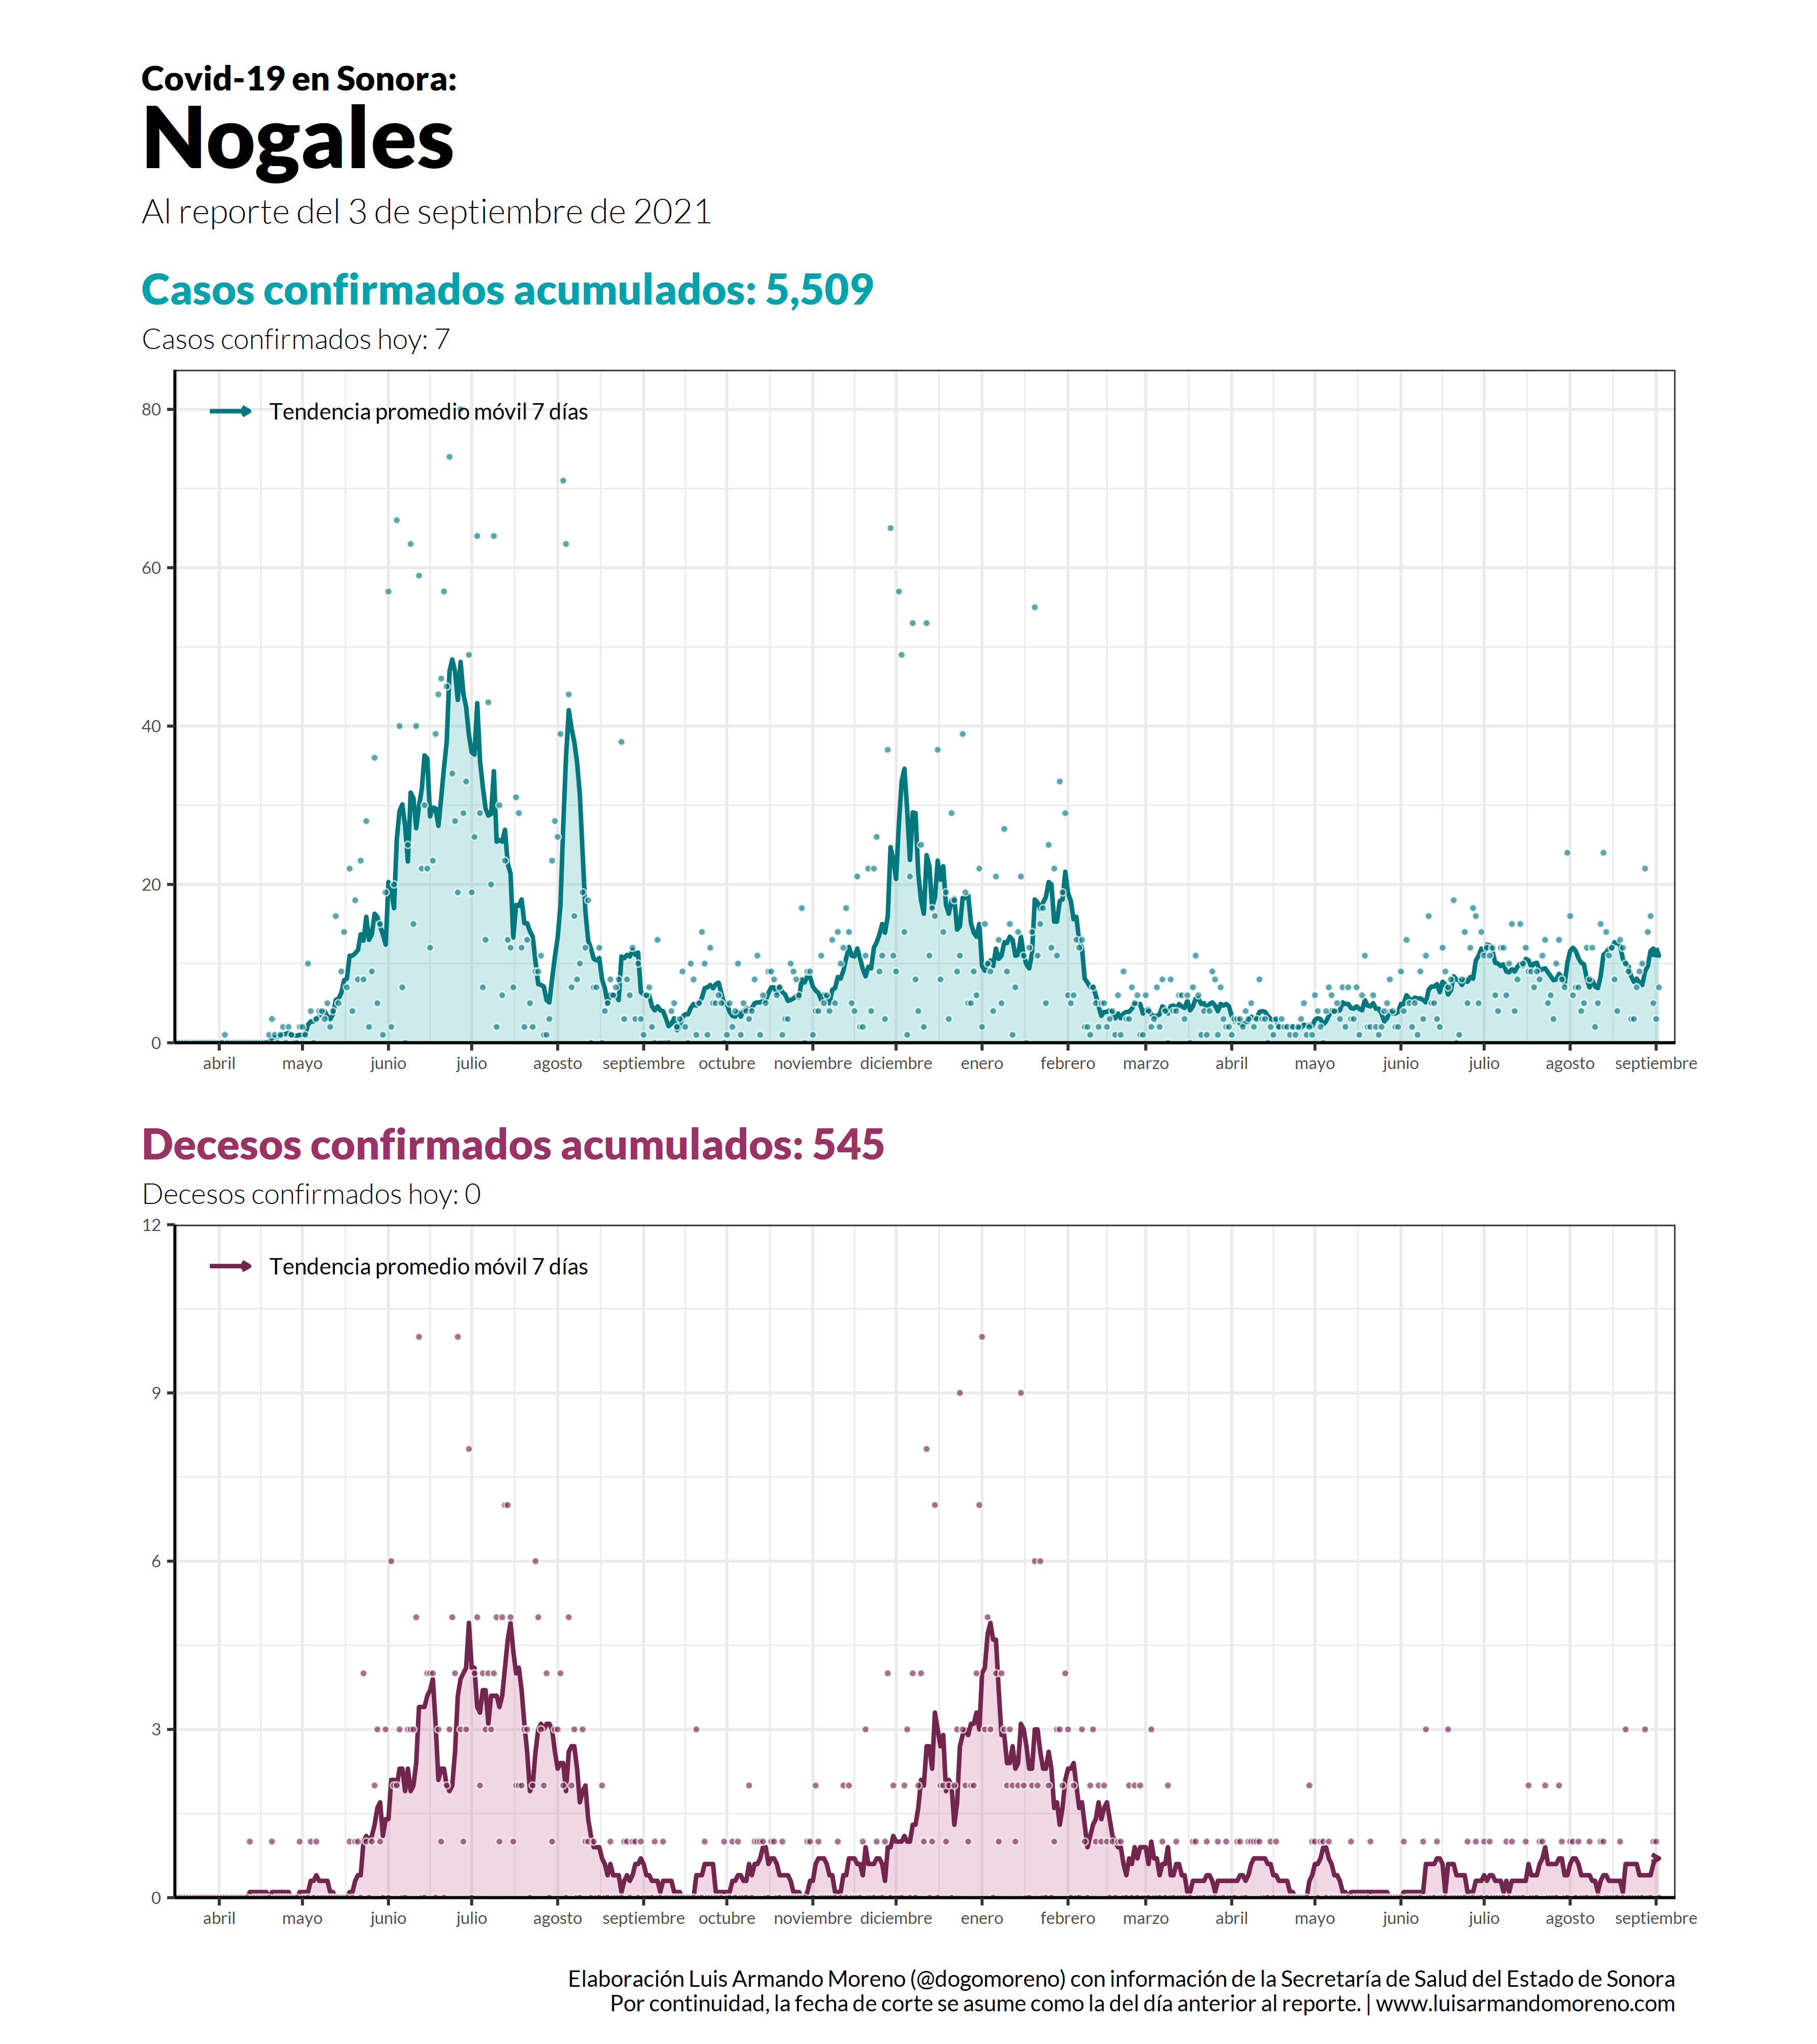 Covid-19 en Sonora:
Nogales
Al reporte del 3 de septiembre de 2021
Casos confirmados acumulados: 5,509
Casos confirmados hoy: 7
Tendencia promedio móvil 7 días
80
60
40
20
0
abril mayo junio julio agosto septiembre octubre noviembre diciembre enero febrero marzo abril mayo junio julio agosto septiembre
Decesos confirmados acumulados: 545
Decesos confirmados hoy: 0
12
Tendencia promedio móvil 7 días
9
6
3
0
abril mayo junio julio agosto septiembre octubre noviembre diciembre enero febrero marzo abril mayo junio julio agosto septiembre
Elaboración Luis Armando Moreno (@dogomoreno) con información de la Secretaría de Salud del Estado de Sonora
Por continuidad, la fecha de corte se asume como la del día anterior al reporte. | www.luisarmandomoreno.com